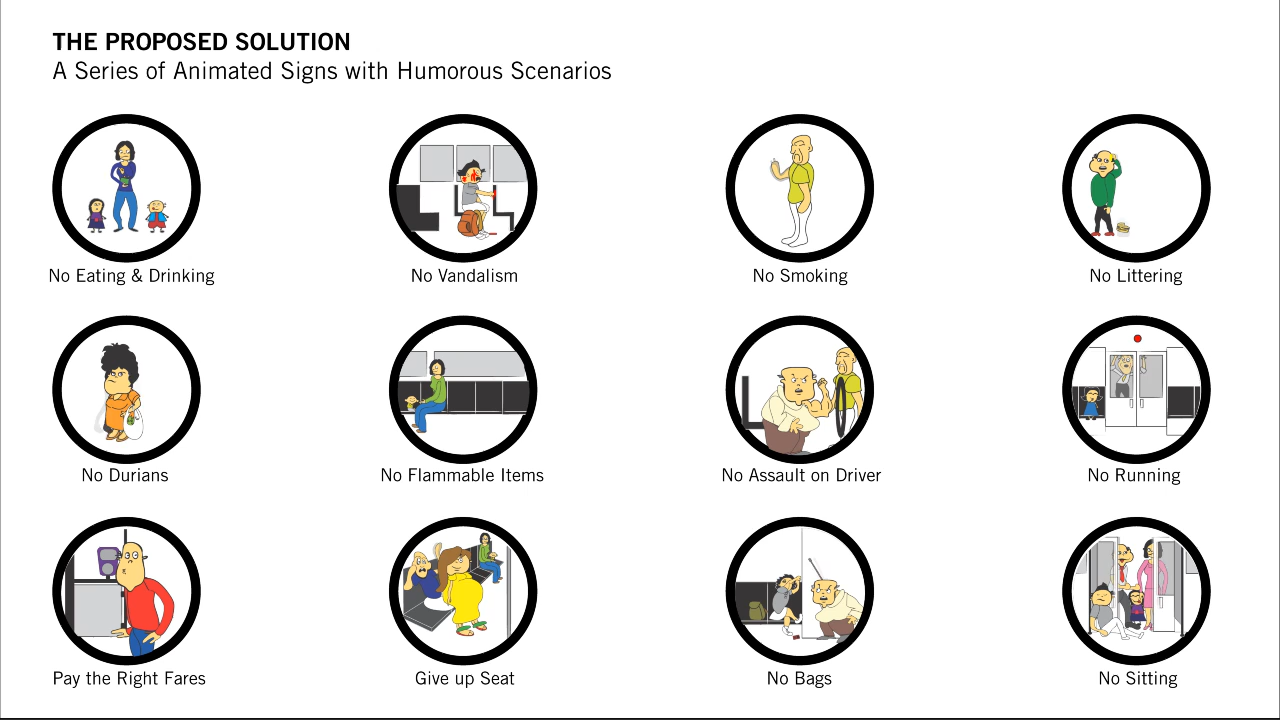 THE PROPOSED SOLUTION
A Series of Animated Signs with Humorous Scenarios
No Eating & Drinking
No Vandalism
No Smoking
No Littering
No Durians
No Flammable Items
No Assault on Driver
No Running
Pay the Right Fares
Give up Seat
No Bags
No Sitting